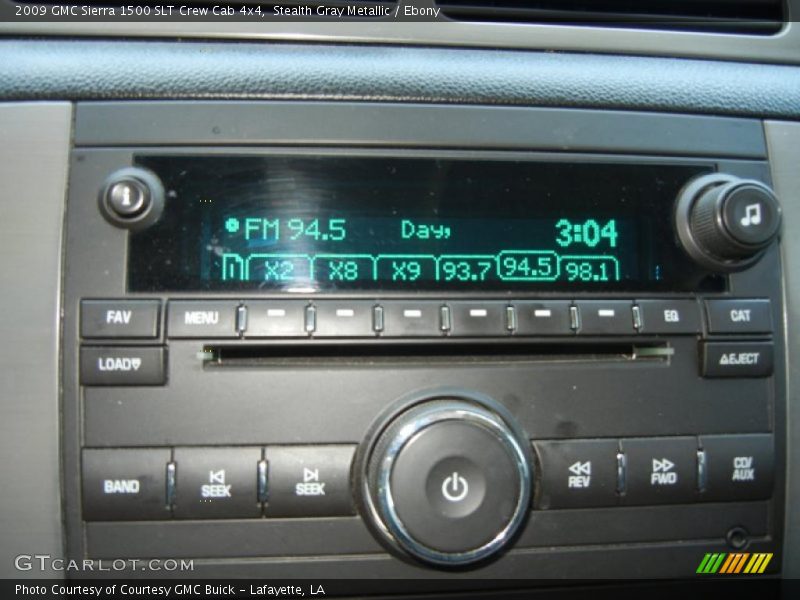 2009 GMC Sierra 1500 SLT Crew Cab 4x4, Stealth Gray Metallic / Ebony
i
FM 94.5 Day, 3:04
X2 X8 X9 93.7 94.5 98.1
FAV MENU EQ CAT
LOAD EJECT
BAND SEEK SEEK REV FWD CD/AUX
GTCARLOT.COM
Photo Courtesy of Courtesy GMC Buick - Lafayette, LA